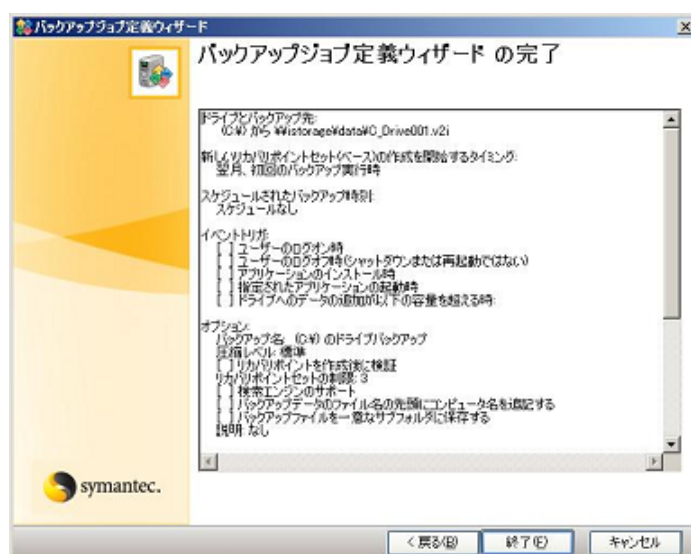 バックアップジョブ定義ウィザード
バックアップジョブ定義ウィザード の完了
ドライブとバックアップ先:
(C:¥) から ¥¥istorage¥data¥C_Drive001.v2i
新しいリカバリポイントセット(ベース)の作成を開始するタイミング:
翌月、初回のバックアップ実行時
スケジュールされたバックアップ時刻:
スケジュールなし
イベントトリガ:
[ ] ユーザーのログオン時
[ ] ユーザーのログオフ時(シャットダウンまたは再起動ではない)
[ ] アプリケーションのインストール時
[ ] 指定されたアプリケーションの起動時
[ ] ドライブへのデータの追加が以下の容量を超える時:
オプション:
バックアップ名: (C:¥) のドライブバックアップ
圧縮レベル: 標準
[ ] リカバリポイントを作成後に検証
リカバリポイントセットの制限: 3
[ ] 検索エンジンのサポート
[ ] バックアップデータのファイル名の先頭にコンピュータ名を追記する
[ ] バックアップファイルを一意なサブフォルダに保存する
説明: なし
symantec.
< 戻る(B)
終了(E)
キャンセル